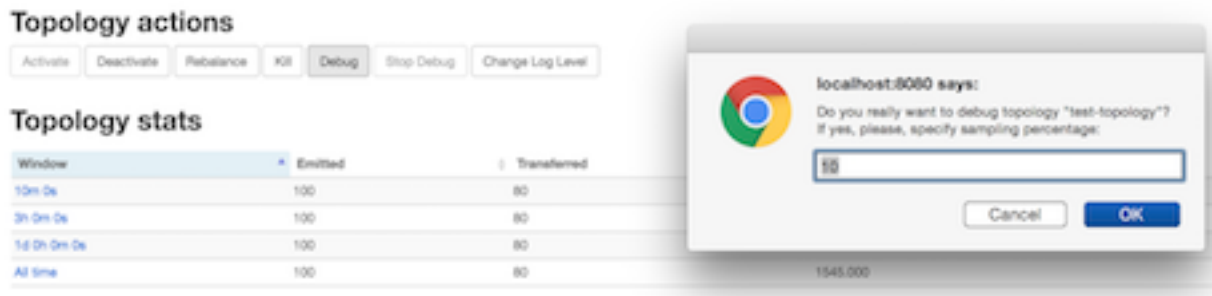 Topology actions
Activate Deactivate Rebalance Kill Debug Stop Debug Change Log Level
localhost:8080 says:
Do you really want to debug topology "test-topology"?
If yes, please, specify sampling percentage:
10
Cancel OK
Topology stats
Window Emitted Transferred
10m 0s 100 80
3h 0m 0s 100 80
1d 0h 0m 0s 100 80
All time 100 80 1545.000